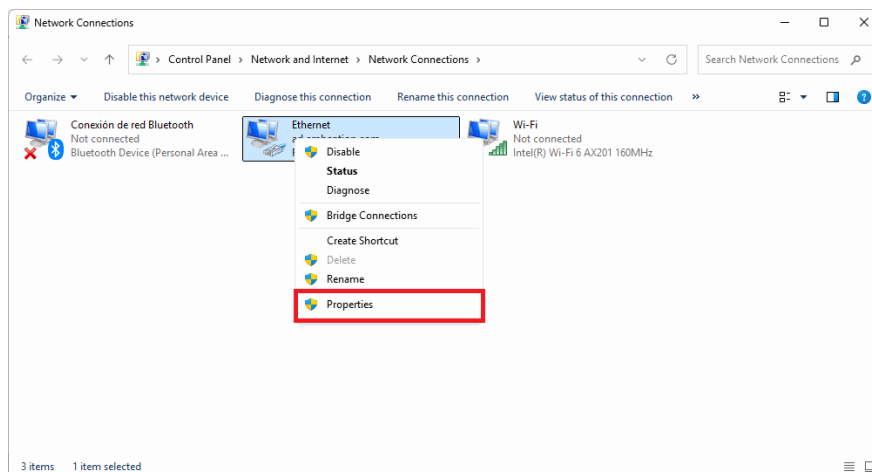 Network Connections
Control Panel > Network and Internet > Network Connections >
Search Network Connections
Organize
Disable this network device
Diagnose this connection
Rename this connection
View status of this connection
»
Conexión de red Bluetooth
Not connected
Bluetooth Device (Personal Area ...
Ethernet
Wi-Fi
Not connected
Intel(R) Wi-Fi 6 AX201 160MHz
Disable
Status
Diagnose
Bridge Connections
Create Shortcut
Delete
Rename
Properties
3 items
1 item selected